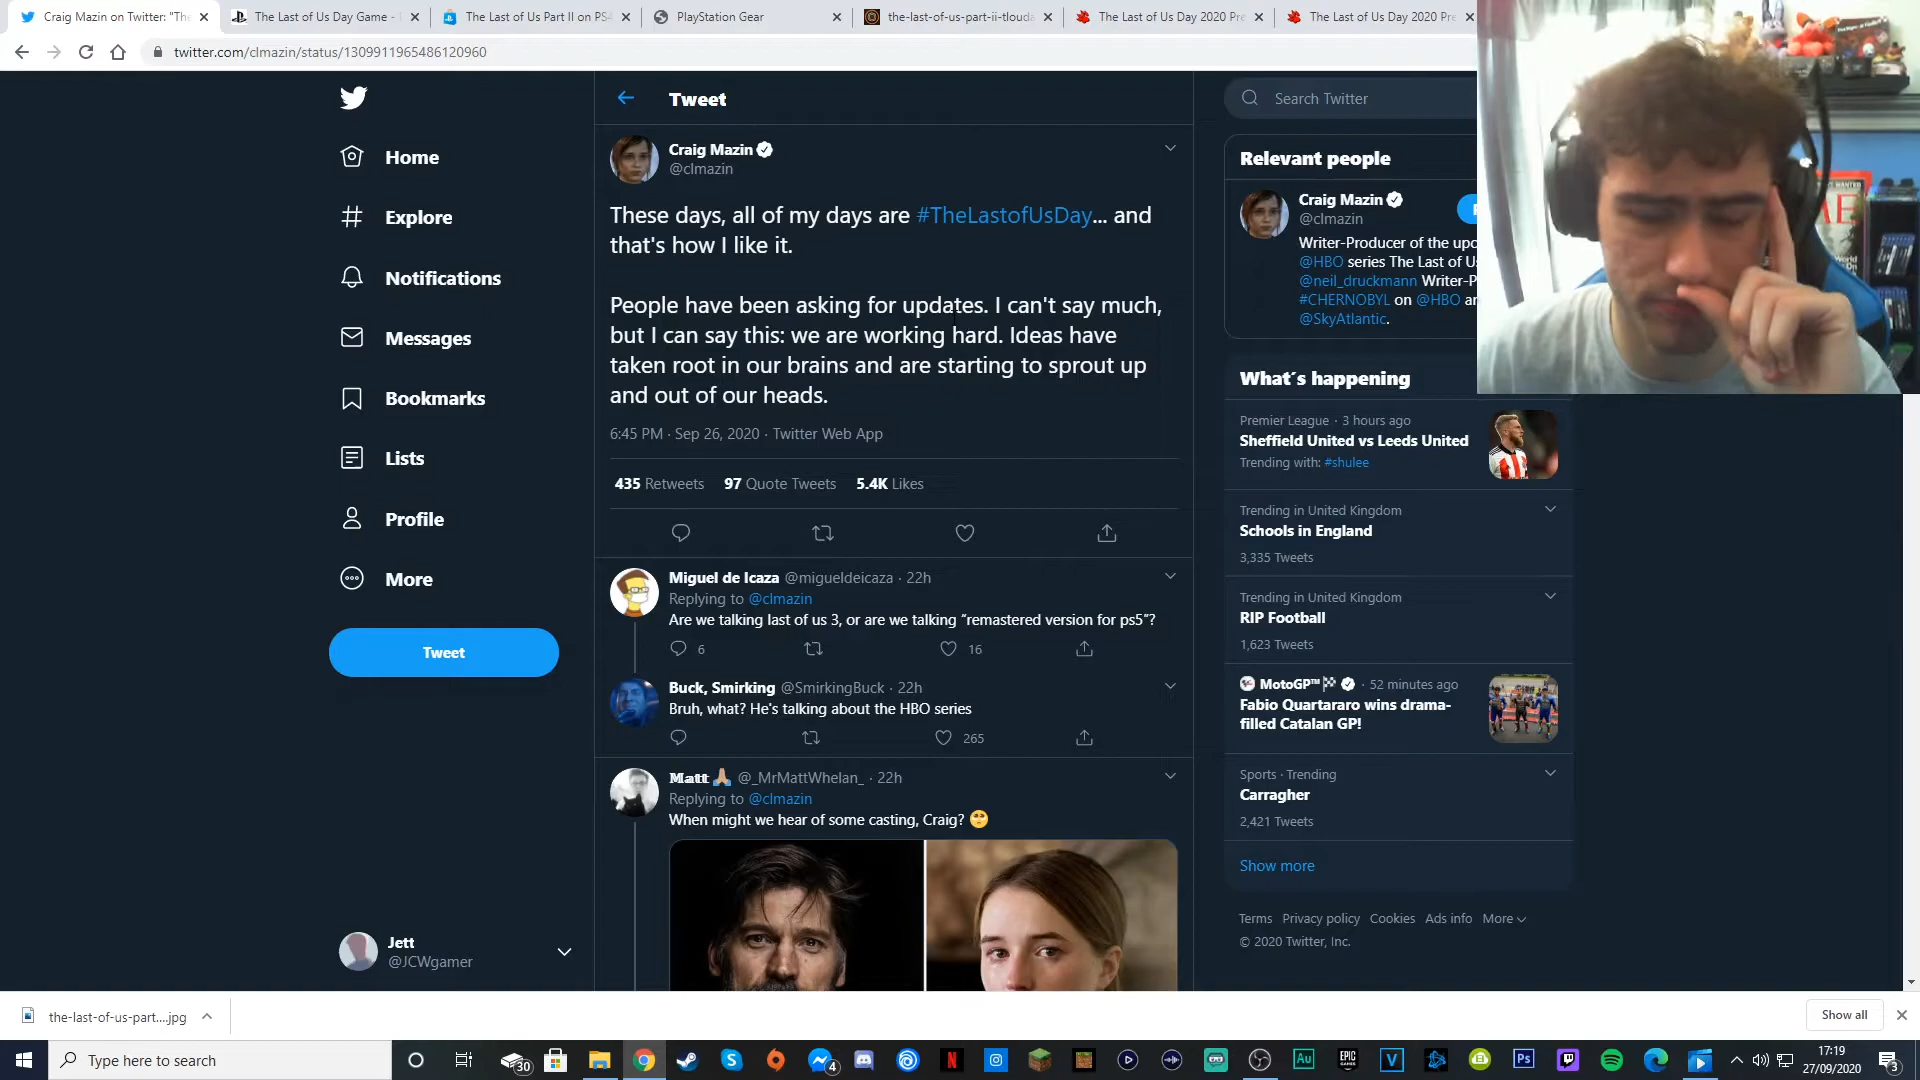 Craig Mazin on Twitter: "The
The Last of Us Day Game -
The Last of Us Part II on PS4
PlayStation Gear
the-last-of-us-part-ii-tlouda
The Last of Us Day 2020 Pre
The Last of Us Day 2020 Pre
twitter.com/clmazin/status/1309911965486120960
Home
Explore
Notifications
Messages
Bookmarks
Lists
Profile
More
Tweet
Jett
@JCWgamer
Tweet
Craig Mazin
@clmazin
These days, all of my days are #TheLastofUsDay... and
that's how I like it.
People have been asking for updates. I can't say much,
but I can say this: we are working hard. Ideas have
taken root in our brains and are starting to sprout up
and out of our heads.
6:45 PM · Sep 26, 2020 · Twitter Web App
435 Retweets 97 Quote Tweets 5.4K Likes
Miguel de Icaza @migueldeicaza · 22h
Replying to @clmazin
Are we talking last of us 3, or are we talking "remastered version for ps5"?
6 16
Buck, Smirking @SmirkingBuck · 22h
Bruh, what? He's talking about the HBO series
265
Matt 🙏🏼 @_MrMattWhelan_ · 22h
Replying to @clmazin
When might we hear of some casting, Craig? 🥺
Search Twitter
Relevant people
Craig Mazin
@clmazin
Writer-Producer of the upc
@HBO series The Last of U
@neil_druckmann Writer-P
#CHERNOBYL on @HBO ar
@SkyAtlantic.
What's happening
Premier League · 3 hours ago
Sheffield United vs Leeds United
Trending with: #shulee
Trending in United Kingdom
Schools in England
3,335 Tweets
Trending in United Kingdom
RIP Football
1,623 Tweets
MotoGP™🏁 · 52 minutes ago
Fabio Quartararo wins drama-
filled Catalan GP!
Sports · Trending
Carragher
2,421 Tweets
Show more
Terms Privacy policy Cookies Ads info More
© 2020 Twitter, Inc.
the-last-of-us-part....jpg
Show all
Type here to search
30
4
N
Au
EPIC
GAMES
V
Ps
17:19
27/09/2020
3